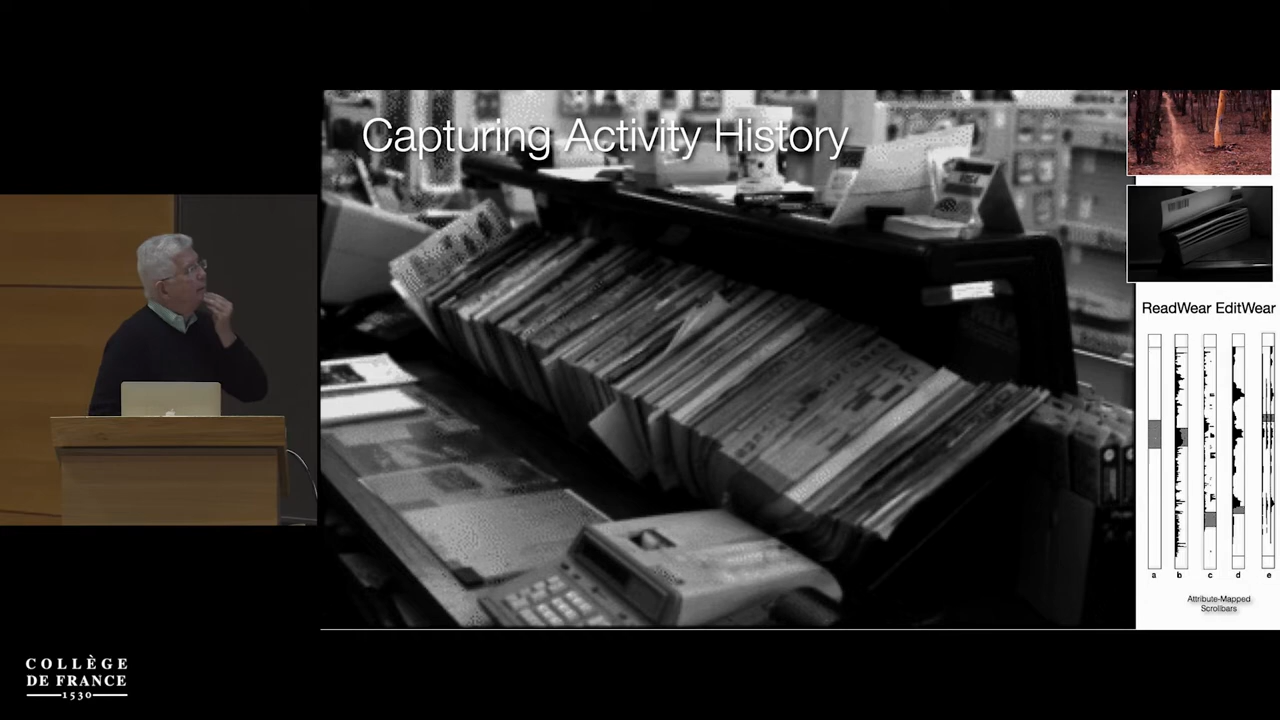 Capturing Activity History
ReadWear EditWear
a b c d e
Attribute-Mapped
Scrollbars
COLLÈGE
DE FRANCE
1530